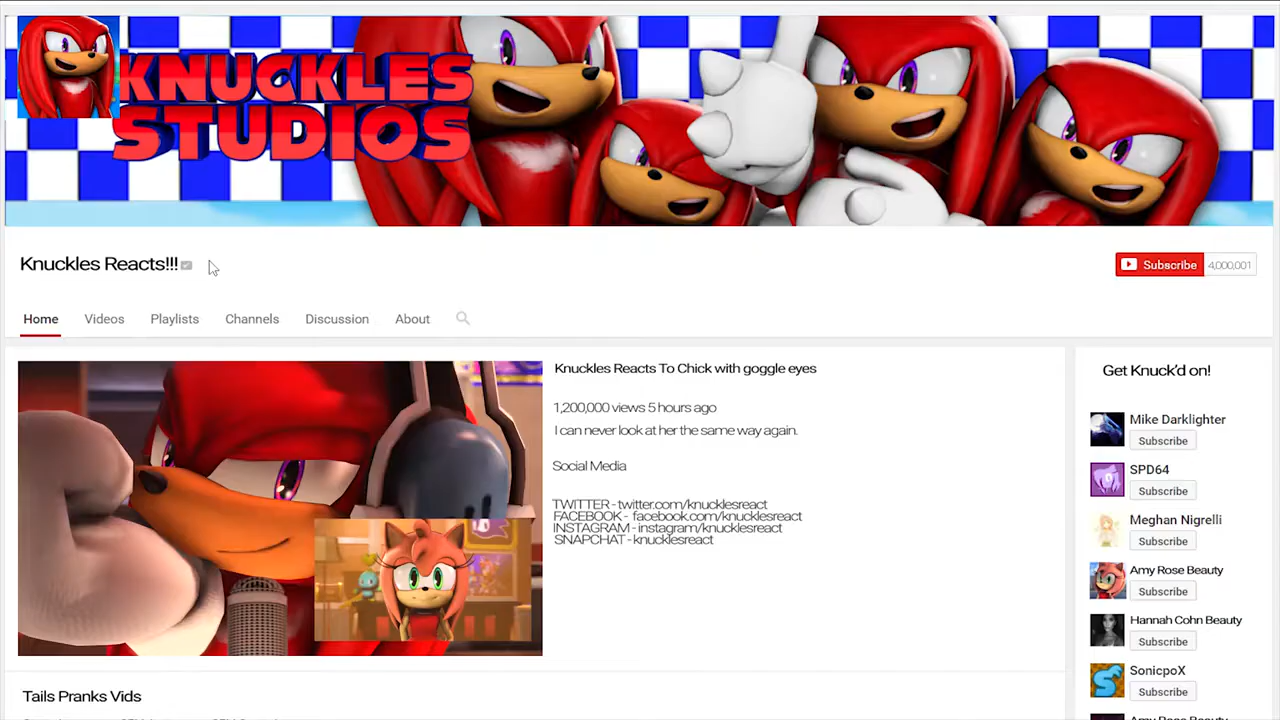 KNUCKLES
STUDIOS
Knuckles Reacts!!!
Subscribe 4,000,001
Home Videos Playlists Channels Discussion About
Knuckles Reacts To Chick with goggle eyes
1,200,000 views 5 hours ago
I can never look at her the same way again.
Social Media
TWITTER - twitter.com/knucklesreact
FACEBOOK - facebook.com/knucklesreact
INSTAGRAM - instagram/knucklesreact
SNAPCHAT - knucklesreact
Tails Pranks Vids
Get Knuck'd on!
Mike Darklighter
Subscribe
SPD64
Subscribe
Meghan Nigrelli
Subscribe
Amy Rose Beauty
Subscribe
Hannah Cohn Beauty
Subscribe
SonicpoX
Subscribe
Amy Rose Beauty